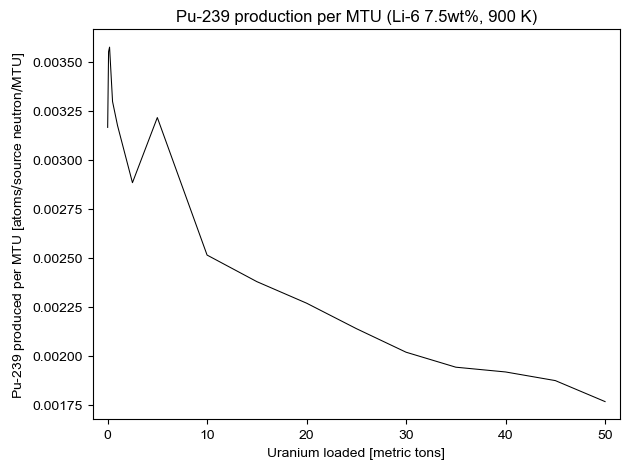 Pu-239 production per MTU (Li-6 7.5wt%, 900 K)
Pu-239 produced per MTU [atoms/source neutron/MTU]
0.00350
0.00325
0.00300
0.00275
0.00250
0.00225
0.00200
0.00175
0 10 20 30 40 50
Uranium loaded [metric tons]